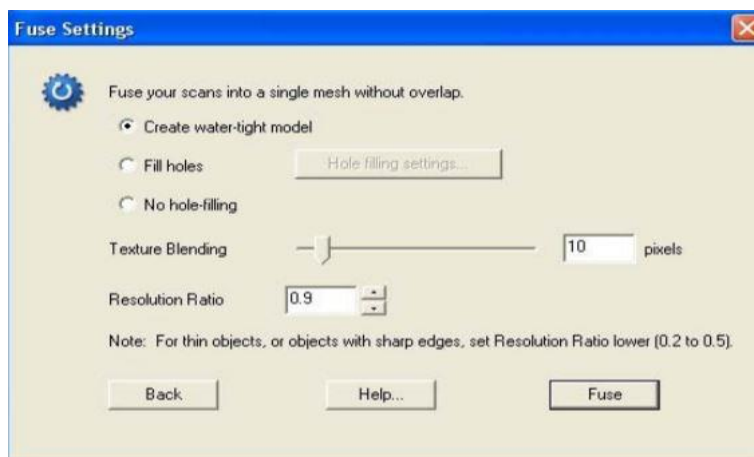 Fuse Settings
Fuse your scans into a single mesh without overlap.
Create water-tight model
Fill holes
Hole filling settings...
No hole-filling
Texture Blending
10
pixels
Resolution Ratio
0.9
Note: For thin objects, or objects with sharp edges, set Resolution Ratio lower (0.2 to 0.5).
Back
Help...
Fuse